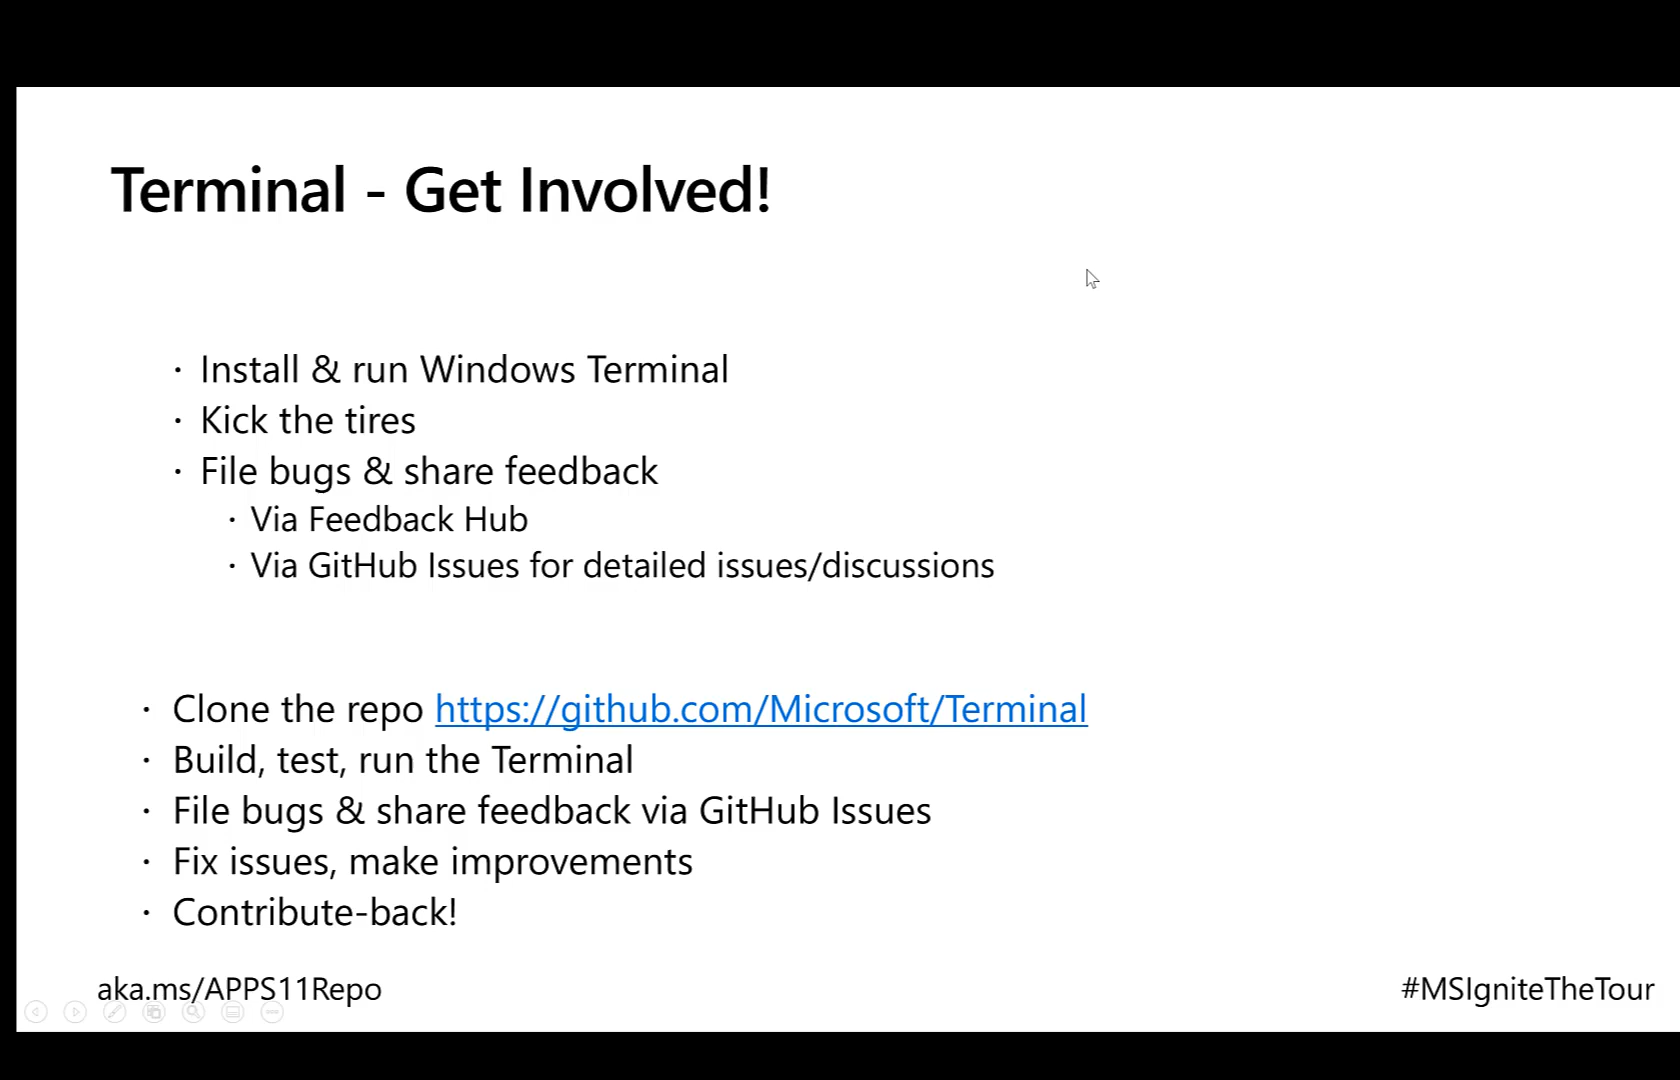 Terminal - Get Involved!
· Install & run Windows Terminal
· Kick the tires
· File bugs & share feedback
· Via Feedback Hub
· Via GitHub Issues for detailed issues/discussions
· Clone the repo https://github.com/Microsoft/Terminal
· Build, test, run the Terminal
· File bugs & share feedback via GitHub Issues
· Fix issues, make improvements
· Contribute-back!
aka.ms/APPS11Repo
#MSIgniteTheTour